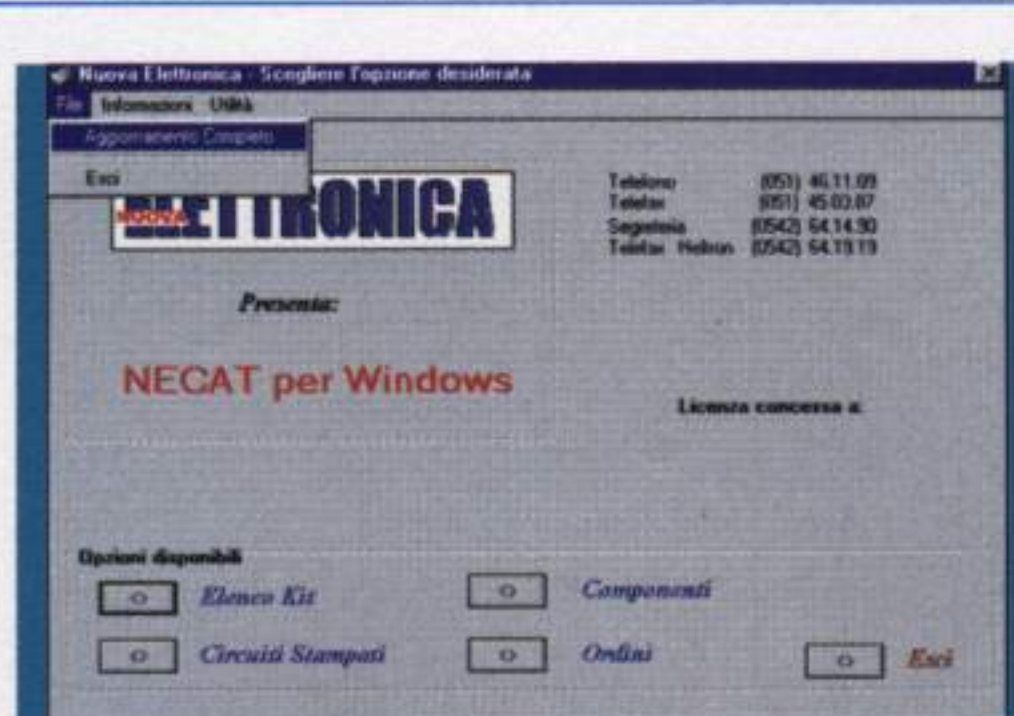 Nuova Elettronica - Scegliere l'opzione desiderata
File Informazioni Utilità
Aggiornamento Completo
Esci
NUOVA ELETTRONICA
Telefono (051) 46.11.09
Telefax (051) 45.03.87
Segreteria (0542) 64.14.90
Telefax Heltron (0542) 64.19.19
Presenta:
NECAT per Windows
Licenza concessa a:
Opzioni disponibili
Elenco Kit
Componenti
Circuiti Stampati
Ordini
Esci